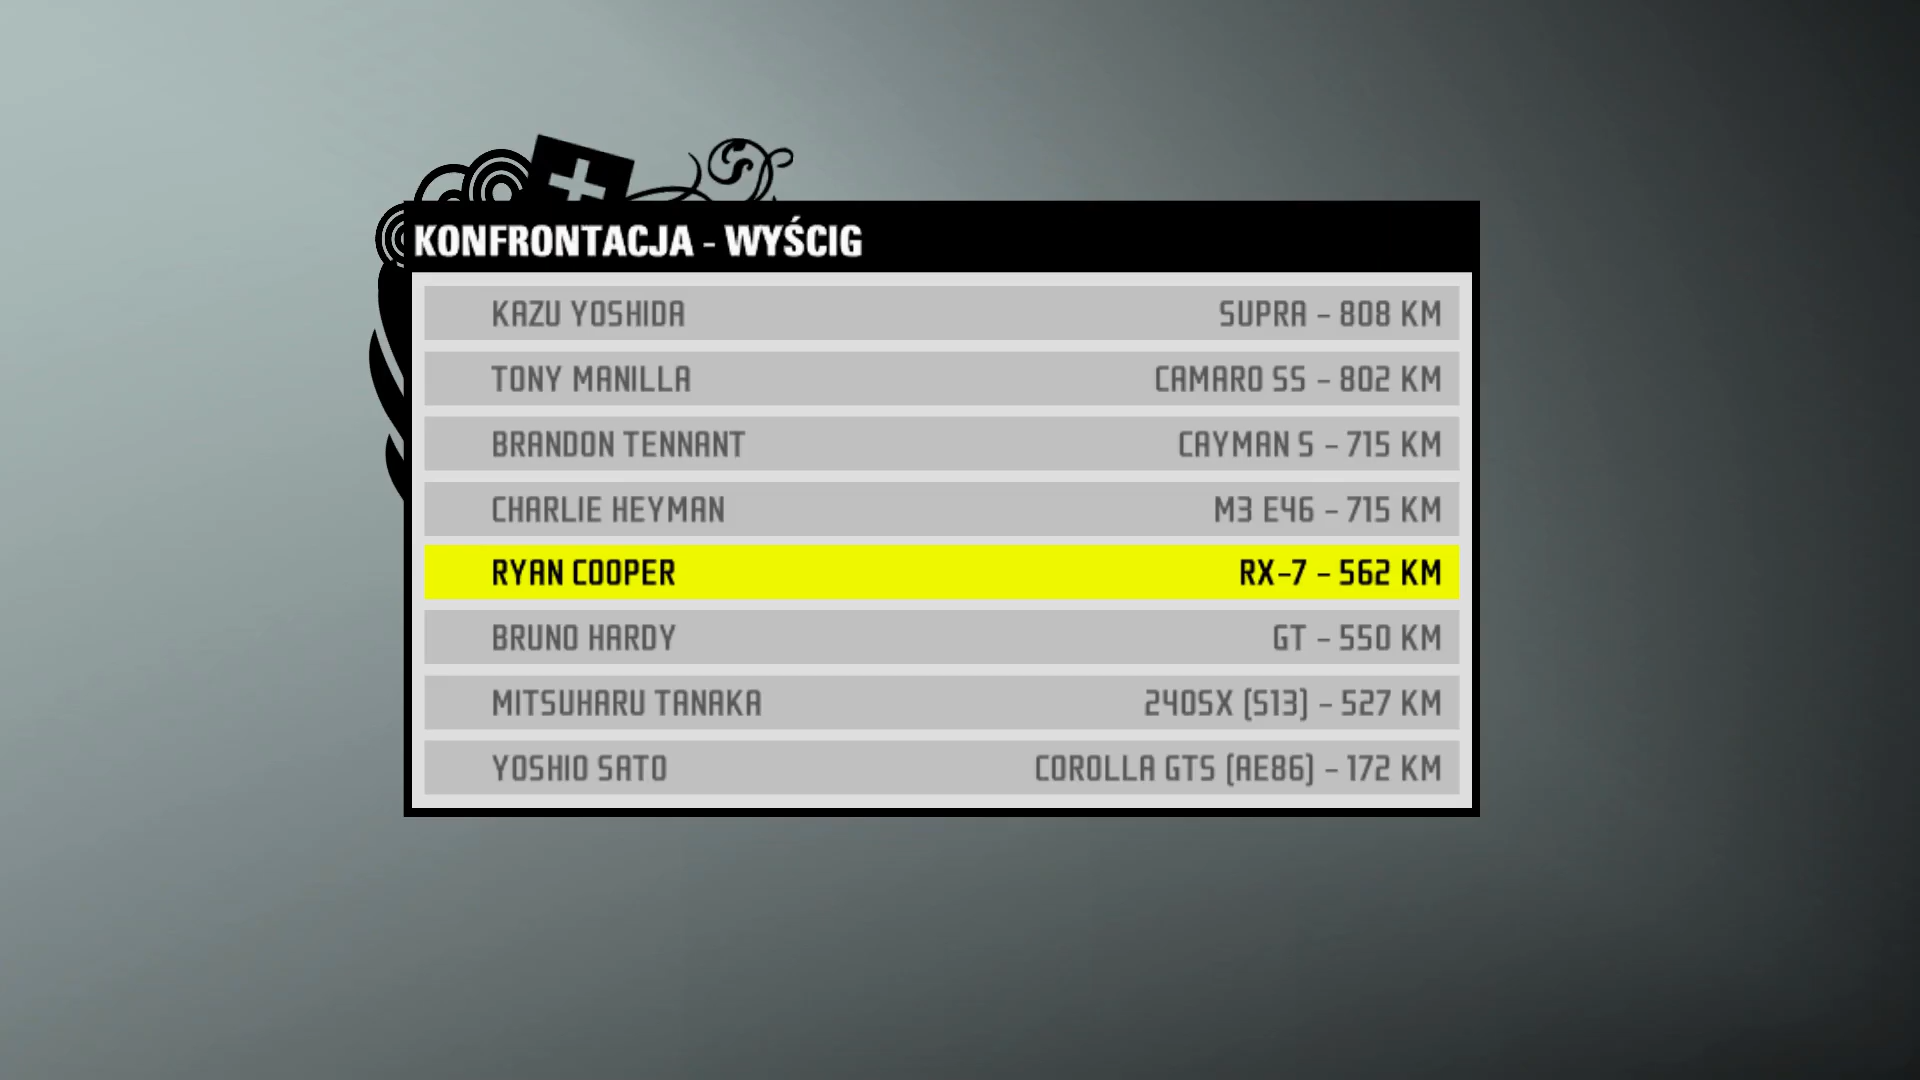 KONFRONTACJA - WYŚCIG
KAZU YOSHIDA SUPRA - 808 KM
TONY MANILLA CAMARO SS - 802 KM
BRANDON TENNANT CAYMAN S - 715 KM
CHARLIE HEYMAN M3 E46 - 715 KM
RYAN COOPER RX-7 - 562 KM
BRUNO HARDY GT - 550 KM
MITSUHARU TANAKA 240SX (S13) - 527 KM
YOSHIO SATO COROLLA GTS (AE86) - 172 KM